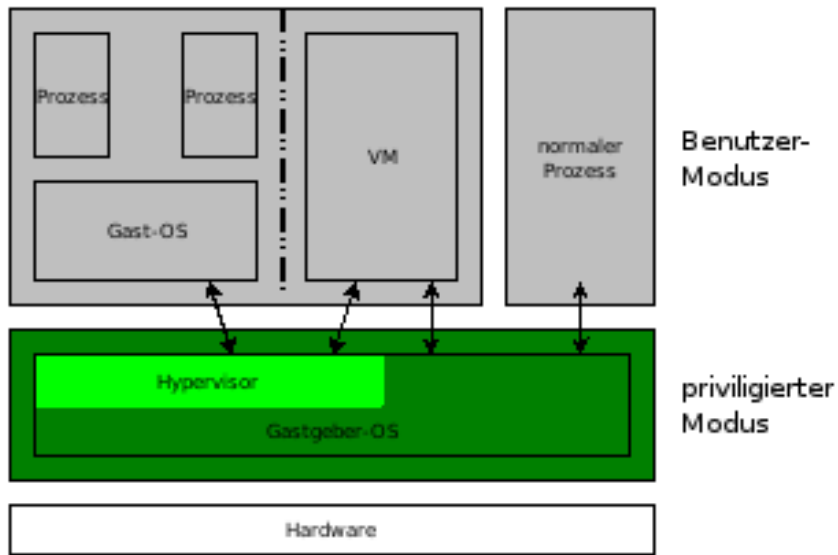 Prozess
Prozess
VM
normaler
Prozess
Benutzer-
Modus
Gast-OS
Hypervisor
Gastgeber-OS
priviligierter
Modus
Hardware